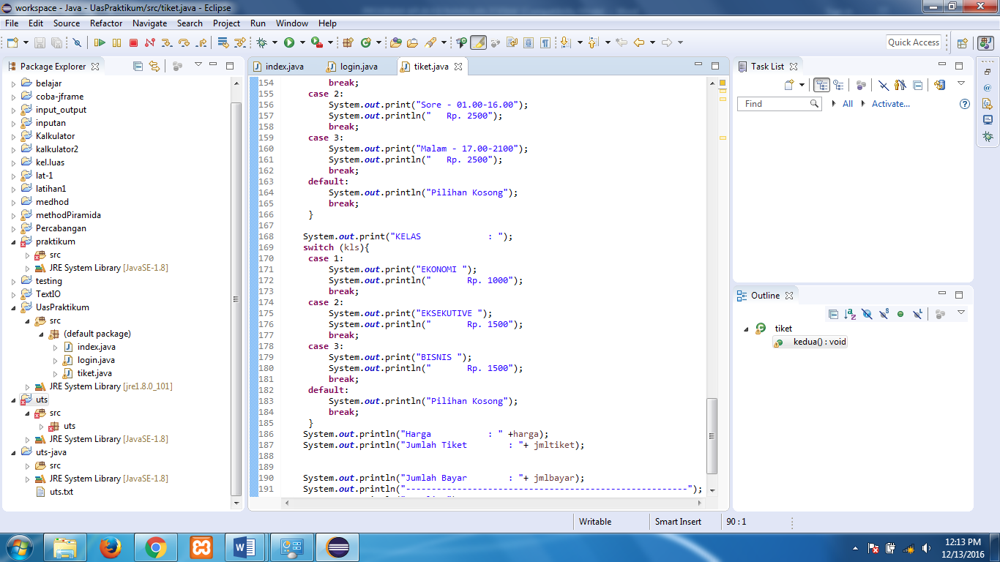 workspace - Java - UasPraktikum/src/tiket.java - Eclipse
File Edit Source Refactor Navigate Search Project Run Window Help
Quick Access
Package Explorer
belajar
coba-jframe
input_output
inputan
Kalkulator
kalkulator2
kel.luas
lat-1
latihan1
medhod
methodPiramida
Percabangan
praktikum
src
JRE System Library [JavaSE-1.8]
testing
TextIO
UasPraktikum
src
(default package)
index.java
login.java
tiket.java
JRE System Library [jre1.8.0_101]
uts
src
uts
JRE System Library [JavaSE-1.8]
uts-java
src
JRE System Library [JavaSE-1.8]
uts.txt
index.java login.java tiket.java
154 break;
155 case 2:
156 System.out.print("Sore - 01.00-16.00");
157 System.out.println("   Rp. 2500");
158 break;
159 case 3:
160 System.out.print("Malam - 17.00-2100");
161 System.out.println("   Rp. 2500");
162 break;
163 default:
164 System.out.println("Pilihan Kosong");
165 break;
166 }
167
168 System.out.print("KELAS             : ");
169 switch (kls){
170 case 1:
171 System.out.print("EKONOMI ");
172 System.out.println("       Rp. 1000");
173 break;
174 case 2:
175 System.out.print("EKSEKUTIVE ");
176 System.out.println("       Rp. 1500");
177 break;
178 case 3:
179 System.out.print("BISNIS ");
180 System.out.println("       Rp. 1500");
181 break;
182 default:
183 System.out.println("Pilihan Kosong");
184 break;
185 }
186 System.out.println("Harga           : " +harga);
187 System.out.println("Jumlah Tiket        : "+ jmltiket);
188
189
190 System.out.println("Jumlah Bayar        : "+ jmlbayar);
191 System.out.println("-------------------------------------------------------");
Task List
Find All Activate...
Outline
tiket
kedua() : void
Writable Smart Insert 90 : 1
12:13 PM
12/13/2016